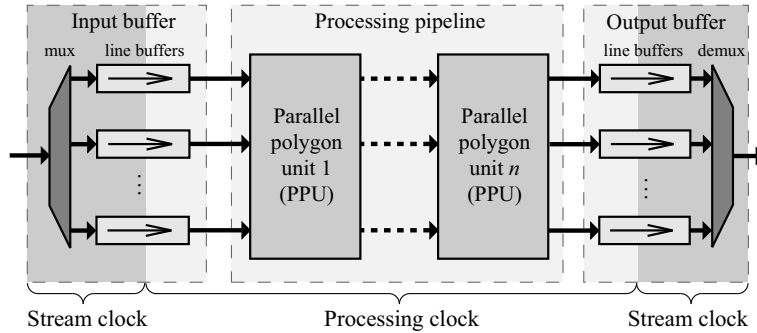 Input buffer
Processing pipeline
Output buffer
mux
line buffers
line buffers
demux
Parallel
polygon
unit 1
(PPU)
Parallel
polygon
unit n
(PPU)
Stream clock
Processing clock
Stream clock